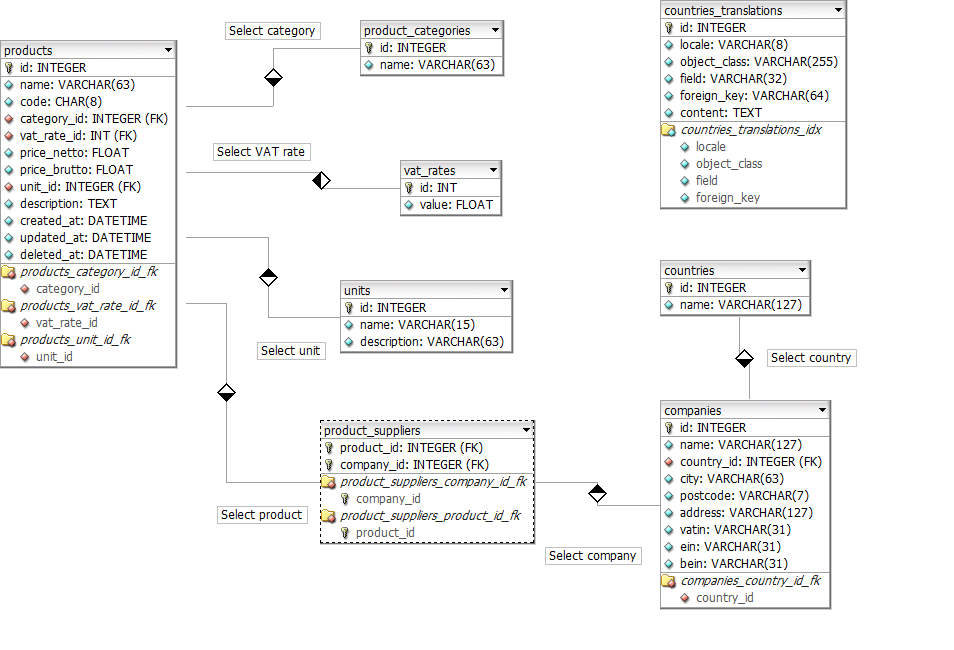 products
id: INTEGER
name: VARCHAR(63)
code: CHAR(8)
category_id: INTEGER (FK)
vat_rate_id: INT (FK)
price_netto: FLOAT
price_brutto: FLOAT
unit_id: INTEGER (FK)
description: TEXT
created_at: DATETIME
updated_at: DATETIME
deleted_at: DATETIME
products_category_id_fk
category_id
products_vat_rate_id_fk
vat_rate_id
products_unit_id_fk
unit_id
Select category
product_categories
id: INTEGER
name: VARCHAR(63)
Select VAT rate
vat_rates
id: INT
value: FLOAT
units
id: INTEGER
name: VARCHAR(15)
description: VARCHAR(63)
Select unit
product_suppliers
product_id: INTEGER (FK)
company_id: INTEGER (FK)
product_suppliers_company_id_fk
company_id
product_suppliers_product_id_fk
product_id
Select product
Select company
countries_translations
id: INTEGER
locale: VARCHAR(8)
object_class: VARCHAR(255)
field: VARCHAR(32)
foreign_key: VARCHAR(64)
content: TEXT
countries_translations_idx
locale
object_class
field
foreign_key
countries
id: INTEGER
name: VARCHAR(127)
Select country
companies
id: INTEGER
name: VARCHAR(127)
country_id: INTEGER (FK)
city: VARCHAR(63)
postcode: VARCHAR(7)
address: VARCHAR(127)
vatin: VARCHAR(31)
ein: VARCHAR(31)
bein: VARCHAR(31)
companies_country_id_fk
country_id